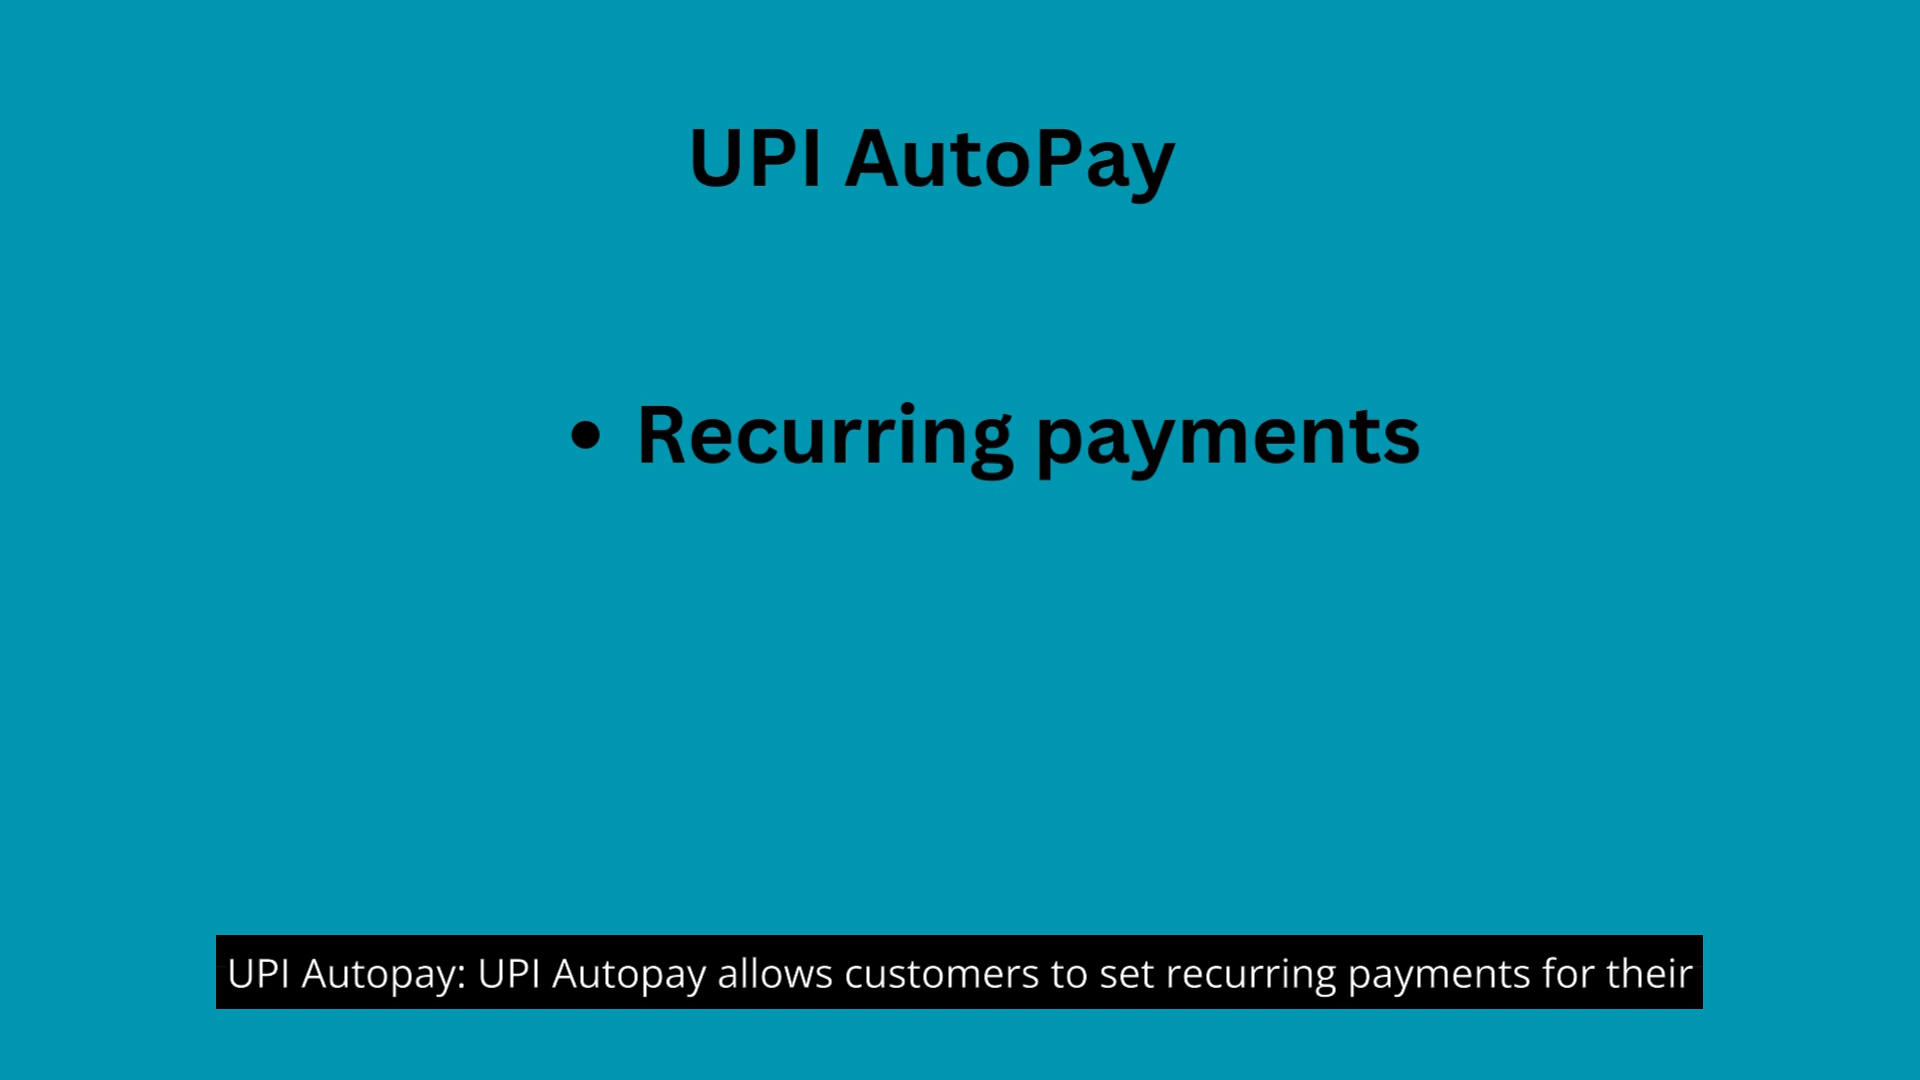 UPI AutoPay
• Recurring payments
UPI Autopay: UPI Autopay allows customers to set recurring payments for their